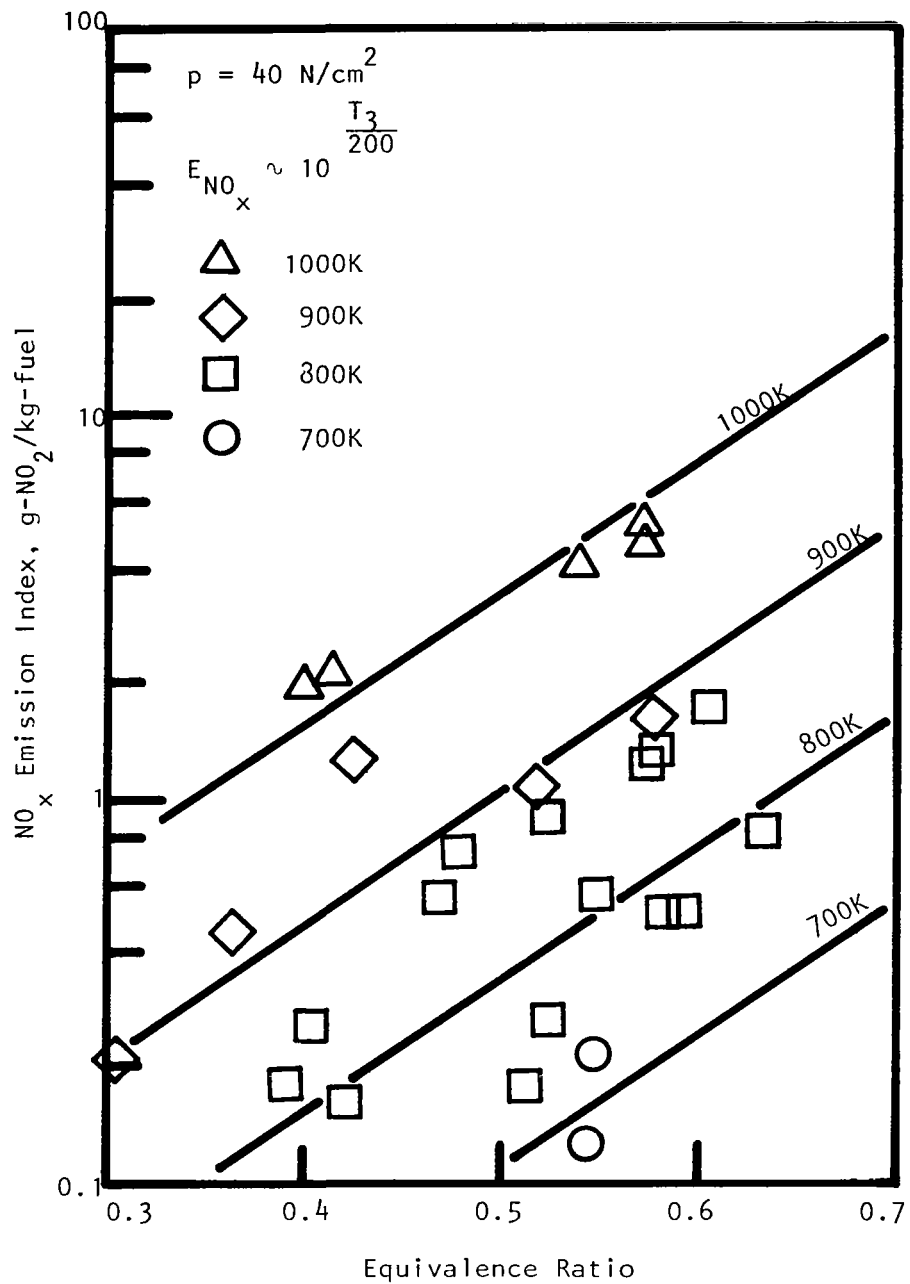 100
p = 40 N/cm²
T₃
200
E_NOₓ ~ 10
1000K
900K
800K
700K
10
1
0.1
NOₓ Emission Index, g-NO₂/kg-fuel
1000K
900K
800K
700K
0.3
0.4
0.5
0.6
0.7
Equivalence Ratio